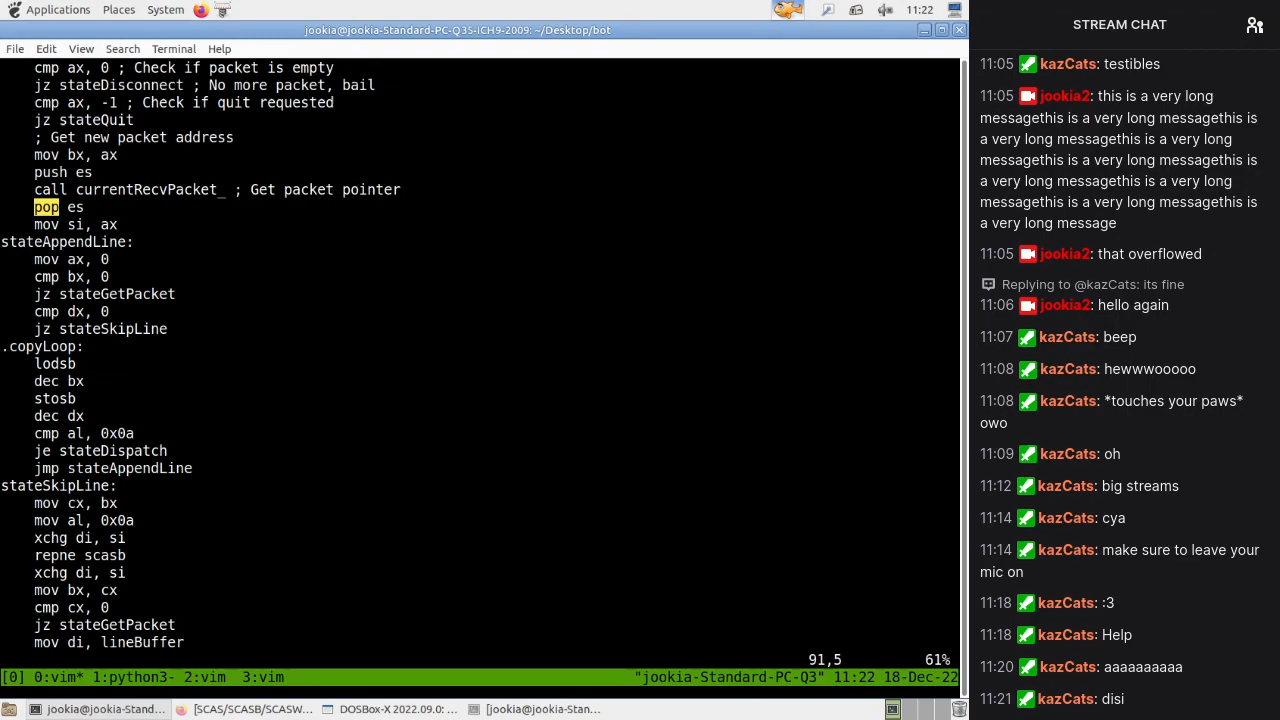 Applications Places System 11:22
jookia@jookia-Standard-PC-Q35-ICH9-2009: ~/Desktop/bot
File Edit View Search Terminal Help
cmp ax, 0 ; Check if packet is empty
jz stateDisconnect ; No more packet, bail
cmp ax, -1 ; Check if quit requested
jz stateQuit
; Get new packet address
mov bx, ax
push es
call currentRecvPacket_ ; Get packet pointer
pop es
mov si, ax
stateAppendLine:
mov ax, 0
cmp bx, 0
jz stateGetPacket
cmp dx, 0
jz stateSkipLine
.copyLoop:
lodsb
dec bx
stosb
dec dx
cmp al, 0x0a
je stateDispatch
jmp stateAppendLine
stateSkipLine:
mov cx, bx
mov al, 0x0a
xchg di, si
repne scasb
xchg di, si
mov bx, cx
cmp cx, 0
jz stateGetPacket
mov di, lineBuffer
91,5 61%
[0] 0:vim* 1:python3- 2:vim 3:vim "jookia-Standard-PC-Q3" 11:22 18-Dec-22
jookia@jookia-Stand... [SCAS/SCASB/SCASW... DOSBox-X 2022.09.0: ... [jookia@jookia-Stan...
STREAM CHAT
11:05 kazCats: testibles
11:05 jookia2: this is a very long
messagethis is a very long messagethis is
a very long messagethis is a very long
messagethis is a very long messagethis is
a very long messagethis is a very long
messagethis is a very long messagethis is
a very long message
11:05 jookia2: that overflowed
Replying to @kazCats: its fine
11:06 jookia2: hello again
11:07 kazCats: beep
11:08 kazCats: hewwwooooo
11:08 kazCats: *touches your paws*
owo
11:09 kazCats: oh
11:12 kazCats: big streams
11:14 kazCats: cya
11:14 kazCats: make sure to leave your
mic on
11:18 kazCats: :3
11:18 kazCats: Help
11:20 kazCats: aaaaaaaaaa
11:21 kazCats: disi